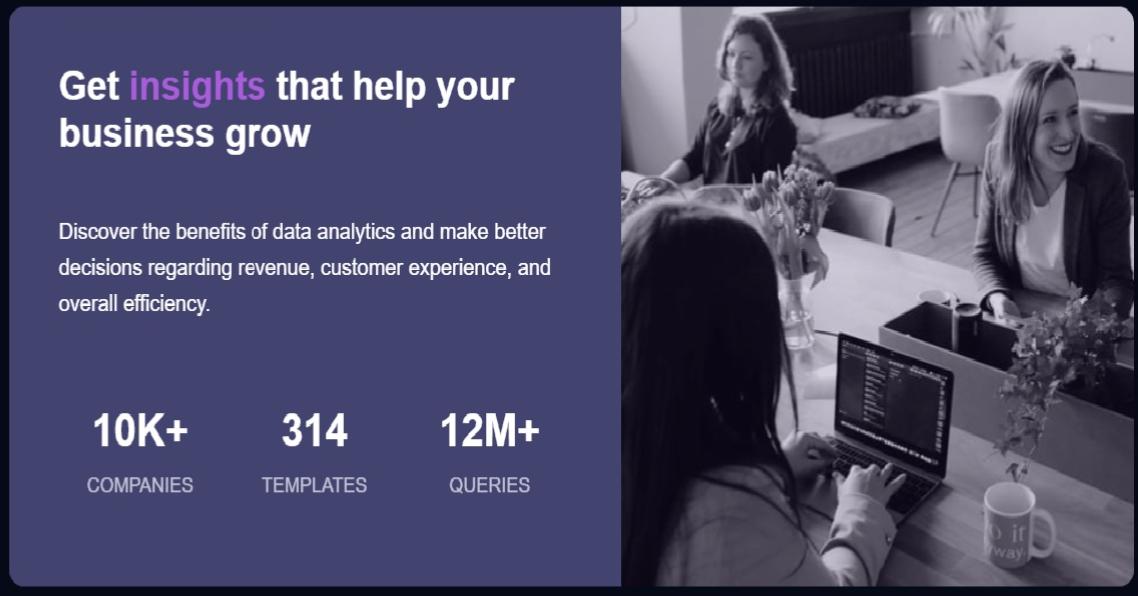 Get insights that help your
business grow
Discover the benefits of data analytics and make better
decisions regarding revenue, customer experience, and
overall efficiency.
10K+ 314 12M+
COMPANIES TEMPLATES QUERIES
o it
yway.